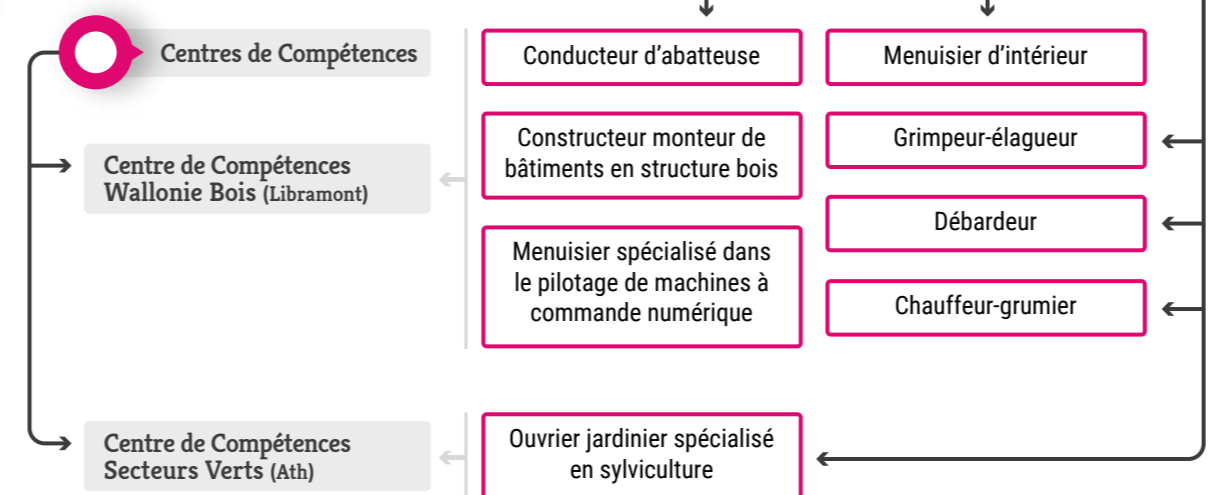 Centres de Compétences
Conducteur d’abatteuse
Menuisier d’intérieur
Centre de Compétences
Wallonie Bois (Libramont)
Constructeur monteur de
bâtiments en structure bois
Grimpeur-élagueur
Débardeur
Menuisier spécialisé dans
le pilotage de machines à
commande numérique
Chauffeur-grumier
Centre de Compétences
Secteurs Verts (Ath)
Ouvrier jardinier spécialisé
en sylviculture